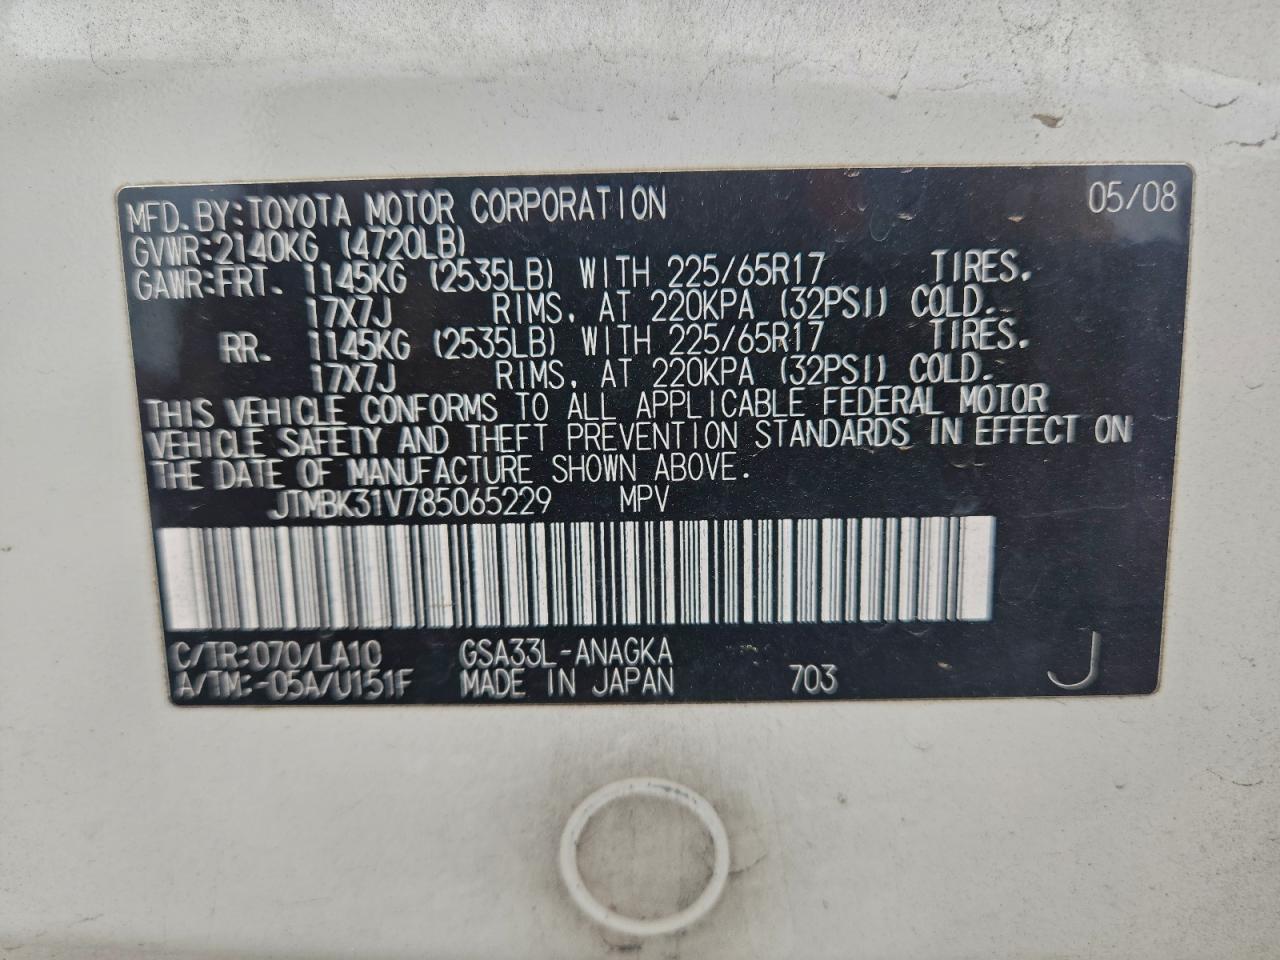 MFD. BY: TOYOTA MOTOR CORPORATION 05/08
GVWR: 2140KG (4720LB)
GAWR: FRT. 1145KG (2535LB) WITH 225/65R17 TIRES,
17X7J RIMS, AT 220KPA (32PSI) COLD.
RR. 1145KG (2535LB) WITH 225/65R17 TIRES,
17X7J RIMS, AT 220KPA (32PSI) COLD.
THIS VEHICLE CONFORMS TO ALL APPLICABLE FEDERAL MOTOR
VEHICLE SAFETY AND THEFT PREVENTION STANDARDS IN EFFECT ON
THE DATE OF MANUFACTURE SHOWN ABOVE.
JTMBK31V785065229 MPV
C/TR: 070/LA10 GSA33L-ANAGKA
A/TM: -05A/U151F MADE IN JAPAN 703 J